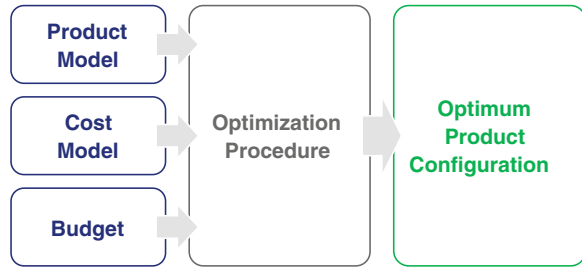 Product
Model
Cost
Model
Budget
Optimization
Procedure
Optimum
Product
Configuration